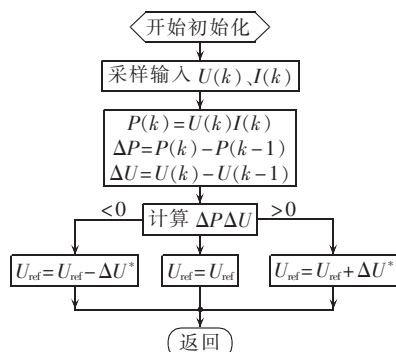 开始初始化
采样输入 U(k)、I(k)
P(k)=U(k)I(k)
ΔP=P(k)-P(k-1)
ΔU=U(k)-U(k-1)
<0 计算 ΔPΔU >0
U_ref=U_ref-ΔU* U_ref=U_ref U_ref=U_ref+ΔU*
返回